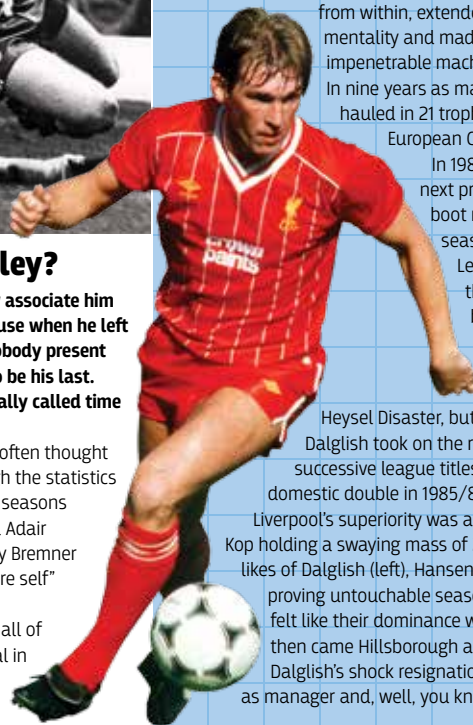 ley?
associate him
use when he left
obody present
o be his last.
ally called time
often thought
h the statistics
seasons
Adair
y Bremner
re self"
all of
al in
from within, extende
mentality and mad
impenetrable mach
In nine years as ma
hauled in 21 troph
European C
In 198
next pr
boot r
seas
Le
th
Heysel Disaster, but
Dalglish took on the r
successive league titles
domestic double in 1985/8
Liverpool's superiority was a
Kop holding a swaying mass of
likes of Dalglish (left), Hansen
proving untouchable seaso
felt like their dominance w
then came Hillsborough a
Dalglish's shock resignatio
as manager and, well, you kn
crown
paints